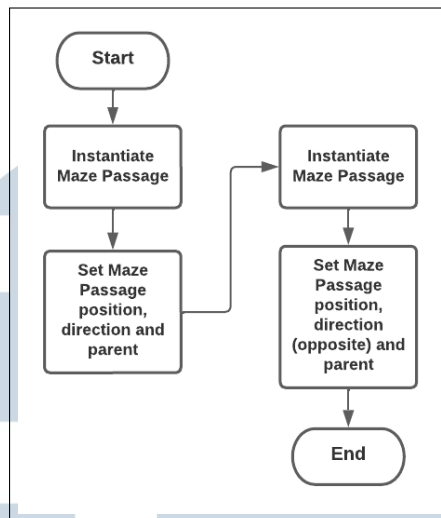 Start
Instantiate
Maze Passage
Set Maze
Passage
position,
direction and
parent
Instantiate
Maze Passage
Set Maze
Passage
position,
direction
(opposite) and
parent
End